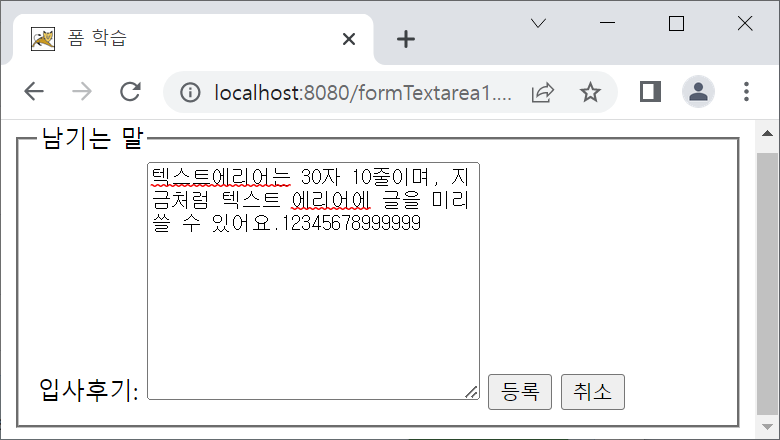 폼 학습
localhost:8080/formTextarea1....
남기는 말
텍스트에리어는 30자 10줄이며, 지
금처럼 텍스트 에리어에 글을 미리
쓸 수 있어요.12345678999999
입사후기: 등록 취소